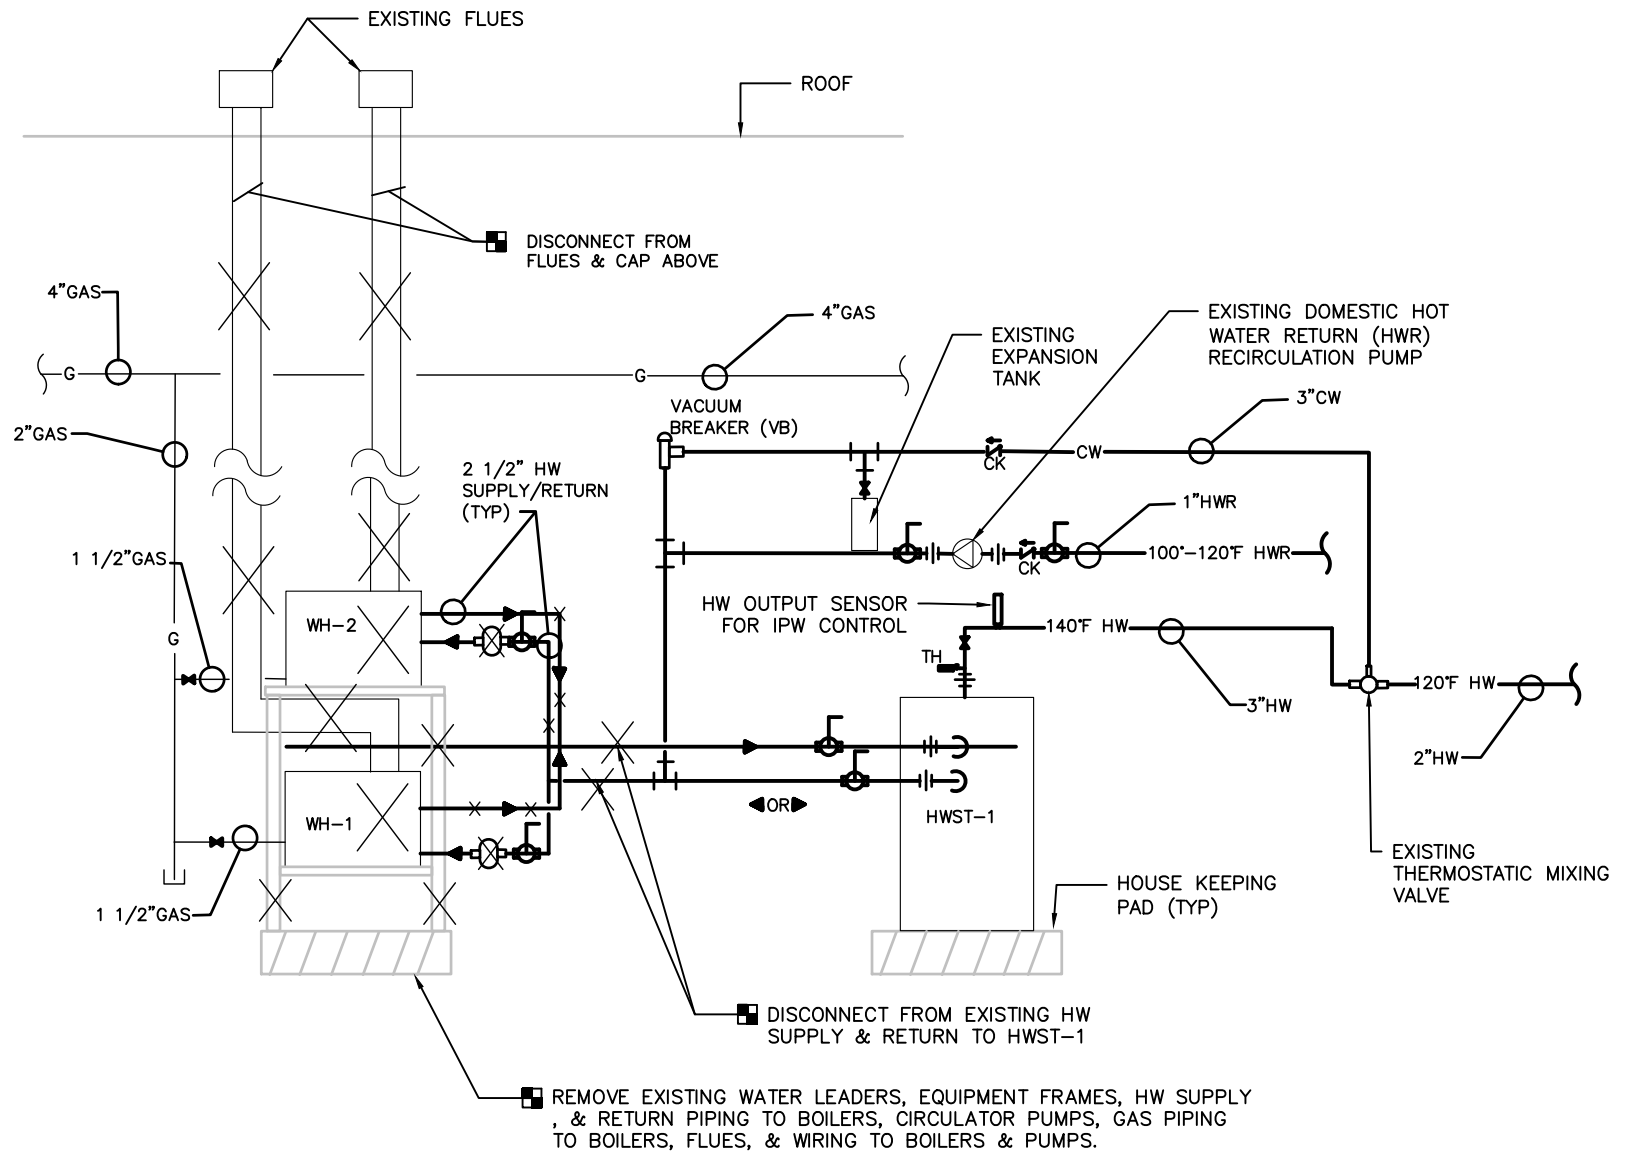 EXISTING FLUES
ROOF
DISCONNECT FROM
FLUES & CAP ABOVE
4"GAS
4"GAS
EXISTING DOMESTIC HOT
WATER RETURN (HWR)
RECIRCULATION PUMP
EXISTING
EXPANSION
TANK
G
G
3"CW
VACUUM
BREAKER (VB)
2"GAS
CK
CW
2 1/2" HW
SUPPLY/RETURN
(TYP)
1"HWR
1 1/2"GAS
100°-120°F HWR
CK
HW OUTPUT SENSOR
FOR IPW CONTROL
WH-2
140°F HW
G
TH
120°F HW
3"HW
2"HW
OR
HWST-1
WH-1
EXISTING
THERMOSTATIC MIXING
VALVE
HOUSE KEEPING
PAD (TYP)
1 1/2"GAS
DISCONNECT FROM EXISTING HW
SUPPLY & RETURN TO HWST-1
REMOVE EXISTING WATER LEADERS, EQUIPMENT FRAMES, HW SUPPLY
, & RETURN PIPING TO BOILERS, CIRCULATOR PUMPS, GAS PIPING
TO BOILERS, FLUES, & WIRING TO BOILERS & PUMPS.